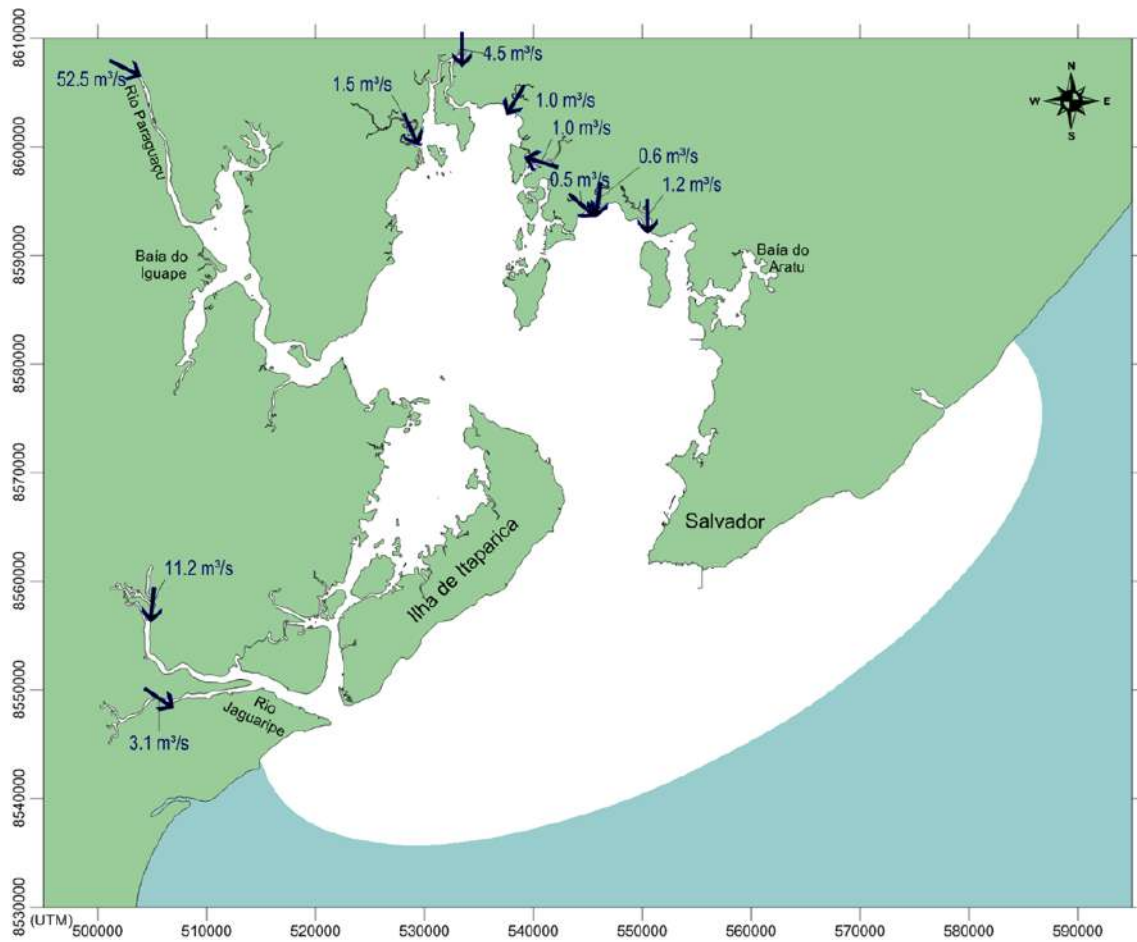 8610000
8600000
8590000
8580000
8570000
8560000
8550000
8540000
8530000
(UTM)
500000
510000
520000
530000
540000
550000
560000
570000
580000
590000
N
W
E
S
52.5 m³/s
Rio Paraguaçu
4.5 m³/s
1.5 m³/s
1.0 m³/s
1.0 m³/s
0.6 m³/s
0.5 m³/s
1.2 m³/s
Baía do
Iguape
Baía do
Aratu
Salvador
Ilha de Itaparica
11.2 m³/s
Rio
Jaguaripe
3.1 m³/s